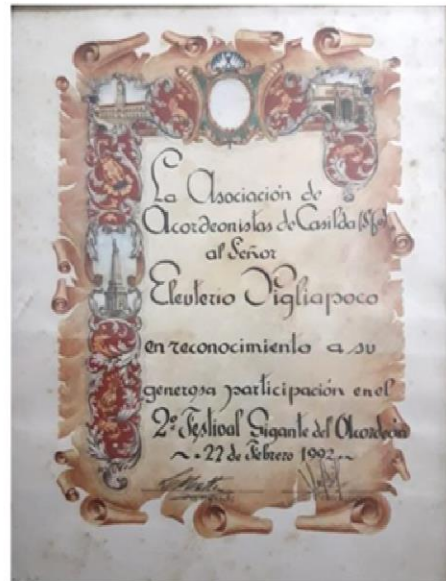 La Asociación de
Acordeonistas de Casilda (S.fe)
al Señor
Eleuterio Vigliapoco
en reconocimiento a su
generosa participación en el
2º Festival Gigante del Acordeón
~ 22 de Febrero 1992 ~